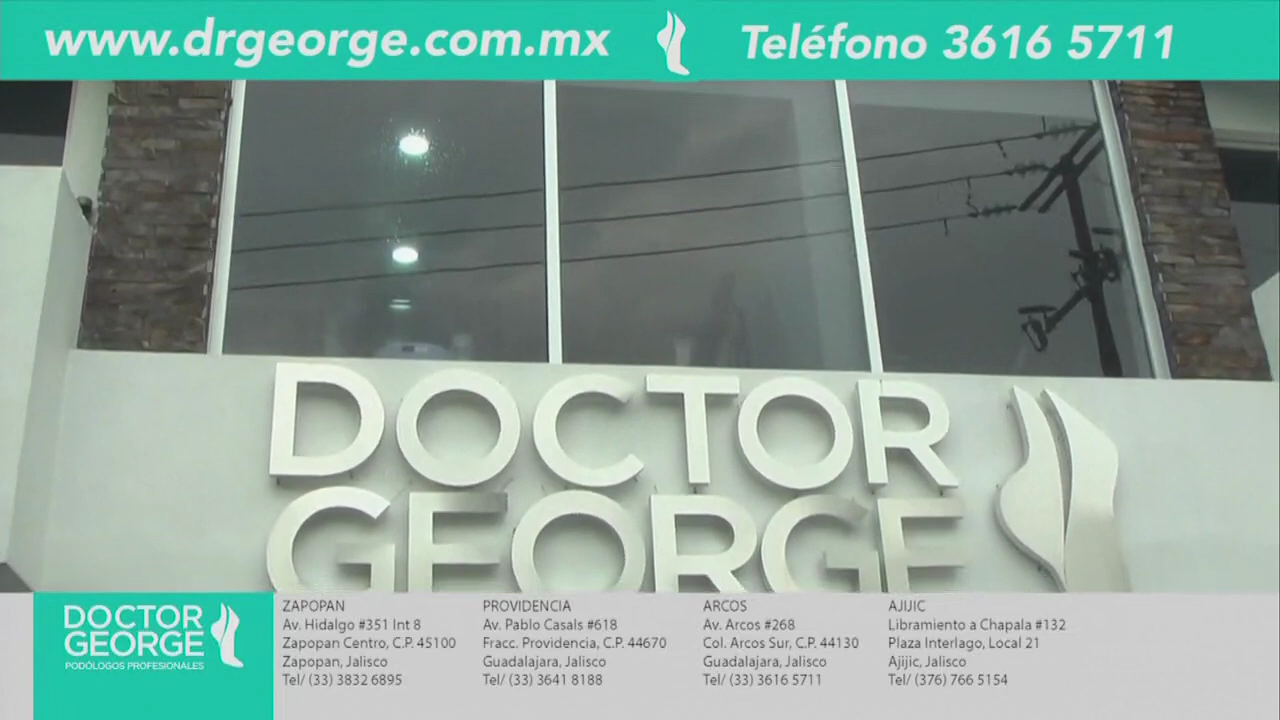 www.drgeorge.com.mx
Teléfono 3616 5711
DOCTOR
GEORGE
DOCTOR
GEORGE
PODÓLOGOS PROFESIONALES
ZAPOPAN
Av. Hidalgo #351 Int 8
Zapopan Centro, C.P. 45100
Zapopan, Jalisco
Tel/ (33) 3832 6895
PROVIDENCIA
Av. Pablo Casals #618
Fracc. Providencia, C.P. 44670
Guadalajara, Jalisco
Tel/ (33) 3641 8188
ARCOS
Av. Arcos #268
Col. Arcos Sur, C.P. 44130
Guadalajara, Jalisco
Tel/ (33) 3616 5711
AJIJIC
Libramiento a Chapala #132
Plaza Interlago, Local 21
Ajijic, Jalisco
Tel/ (376) 766 5154